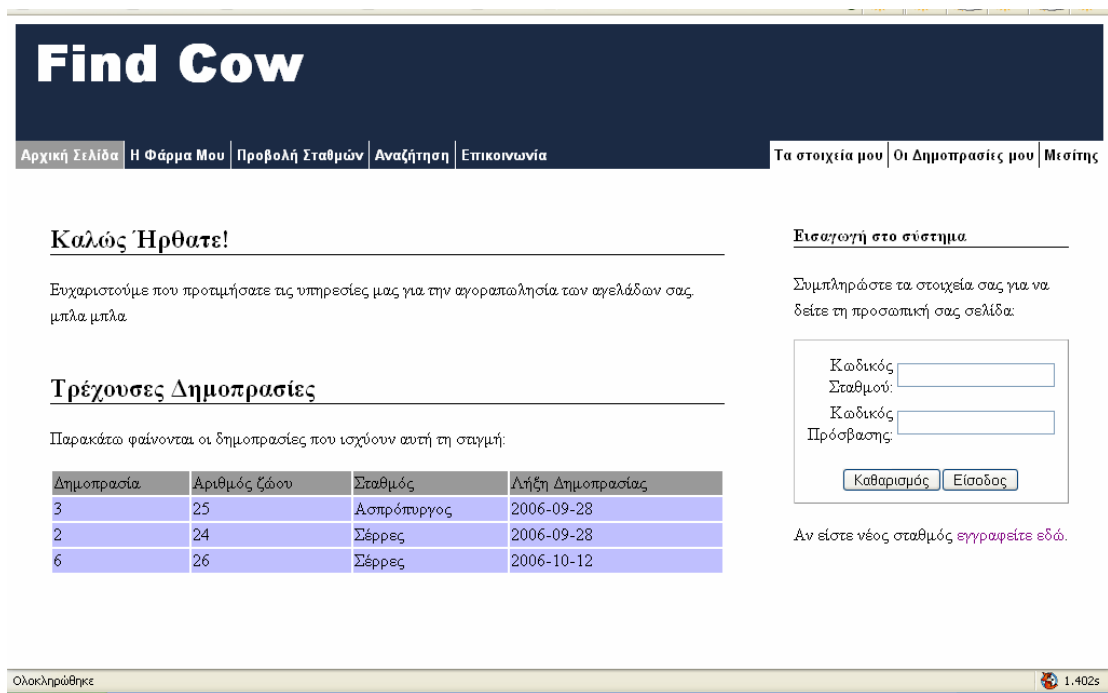 Find Cow
Αρχική Σελίδα Η Φάρμα Μου Προβολή Σταθμών Αναζήτηση Επικοινωνία Τα στοιχεία μου Οι Δημοπρασίες μου Μεσίτης
Καλώς Ήρθατε!
Ευχαριστούμε που προτιμήσατε τις υπηρεσίες μας για την αγοραπωλησία των αγελάδων σας.
μπλα μπλα
Τρέχουσες Δημοπρασίες
Παρακάτω φαίνονται οι δημοπρασίες που ισχύουν αυτή τη στιγμή:
Δημοπρασία Αριθμός ζώου Σταθμός Λήξη Δημοπρασίας
3 25 Ασπρόπυργος 2006-09-28
2 24 Σέρρες 2006-09-28
6 26 Σέρρες 2006-10-12
Εισαγωγή στο σύστημα
Συμπληρώστε τα στοιχεία σας για να
δείτε τη προσωπική σας σελίδα:
Κωδικός
Σταθμού:
Κωδικός
Πρόσβασης:
Καθαρισμός Είσοδος
Αν είστε νέος σταθμός εγγραφείτε εδώ.
Ολοκληρώθηκε 1.402s